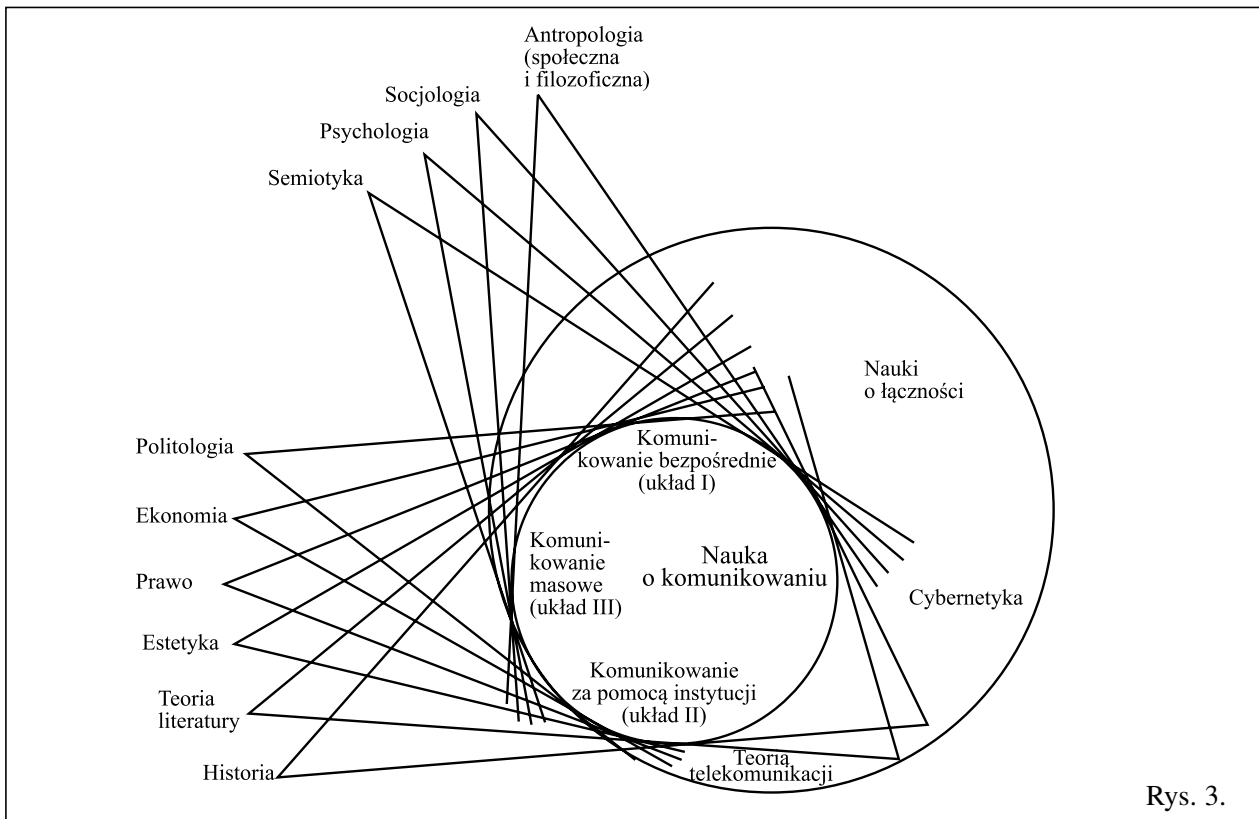 Antropologia
(społeczna
i filozoficzna)
Socjologia
Psychologia
Semiotyka
Nauki
o łączności
Politologia
Komuni-
kowanie bezpośrednie
(układ I)
Ekonomia
Komuni-
kowanie
masowe
(układ III)
Nauka
o komunikowaniu
Prawo
Cybernetyka
Estetyka
Komunikowanie
za pomocą instytucji
(układ II)
Teoria
literatury
Historia
Teorią
telekomunikacji
Rys. 3.